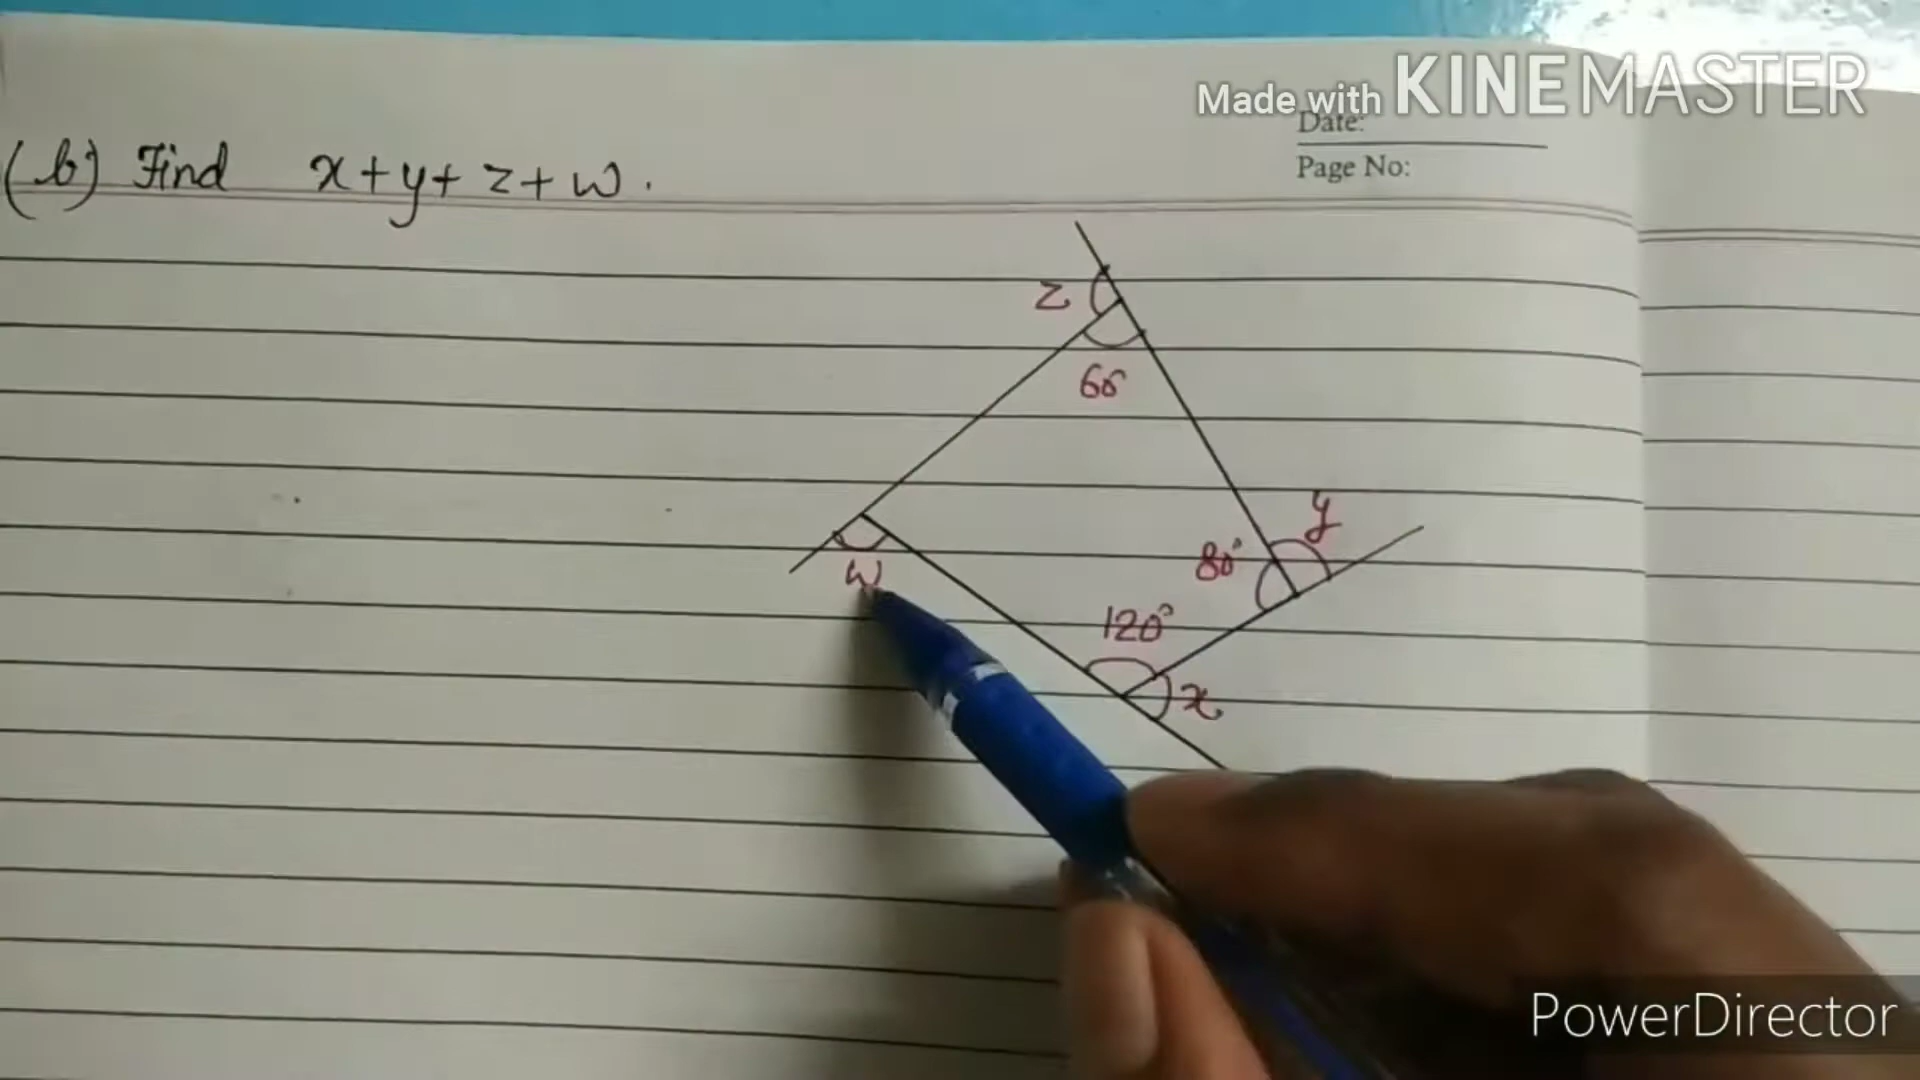 Made with KINEMASTER
Date:
Page No:
(b) Find x+y+z+w.
z
60°
y
80°
w
120°
x
PowerDirector